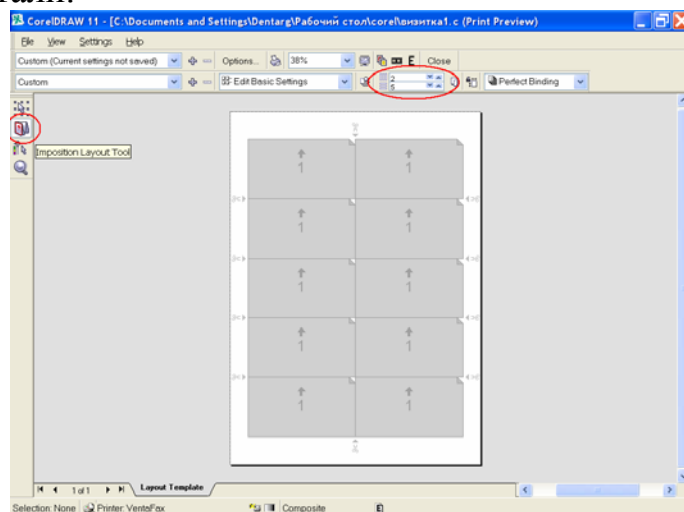 CorelDRAW 11 - [C:\Documents and Settings\Dentarg\Рабочий стол\corel\визитка1.c (Print Preview)
File View Settings Help
Custom (Current settings not saved) Options... 38% E Close
Custom Edit Basic Settings 2 Perfect Binding
5
Imposition Layout Tool
1 1
1 1
1 1
1 1
1 1
1 of 1 Layout Template
Selection: None Printer: VentaFax Composite